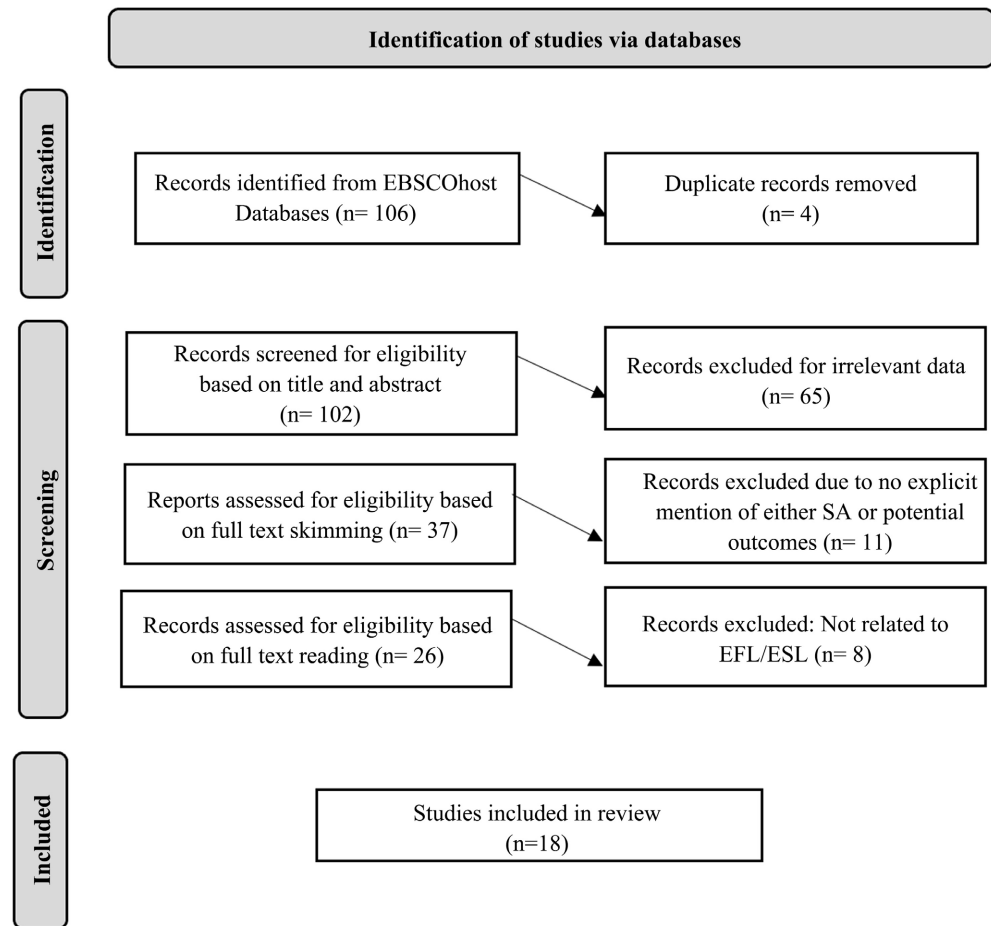 Identification of studies via databases
Identification
Records identified from EBSCOhost
Databases (n= 106)
Duplicate records removed
(n= 4)
Screening
Records screened for eligibility
based on title and abstract
(n= 102)
Records excluded for irrelevant data
(n= 65)
Reports assessed for eligibility based
on full text skimming (n= 37)
Records excluded due to no explicit
mention of either SA or potential
outcomes (n= 11)
Records assessed for eligibility based
on full text reading (n= 26)
Records excluded: Not related to
EFL/ESL (n= 8)
Included
Studies included in review
(n=18)